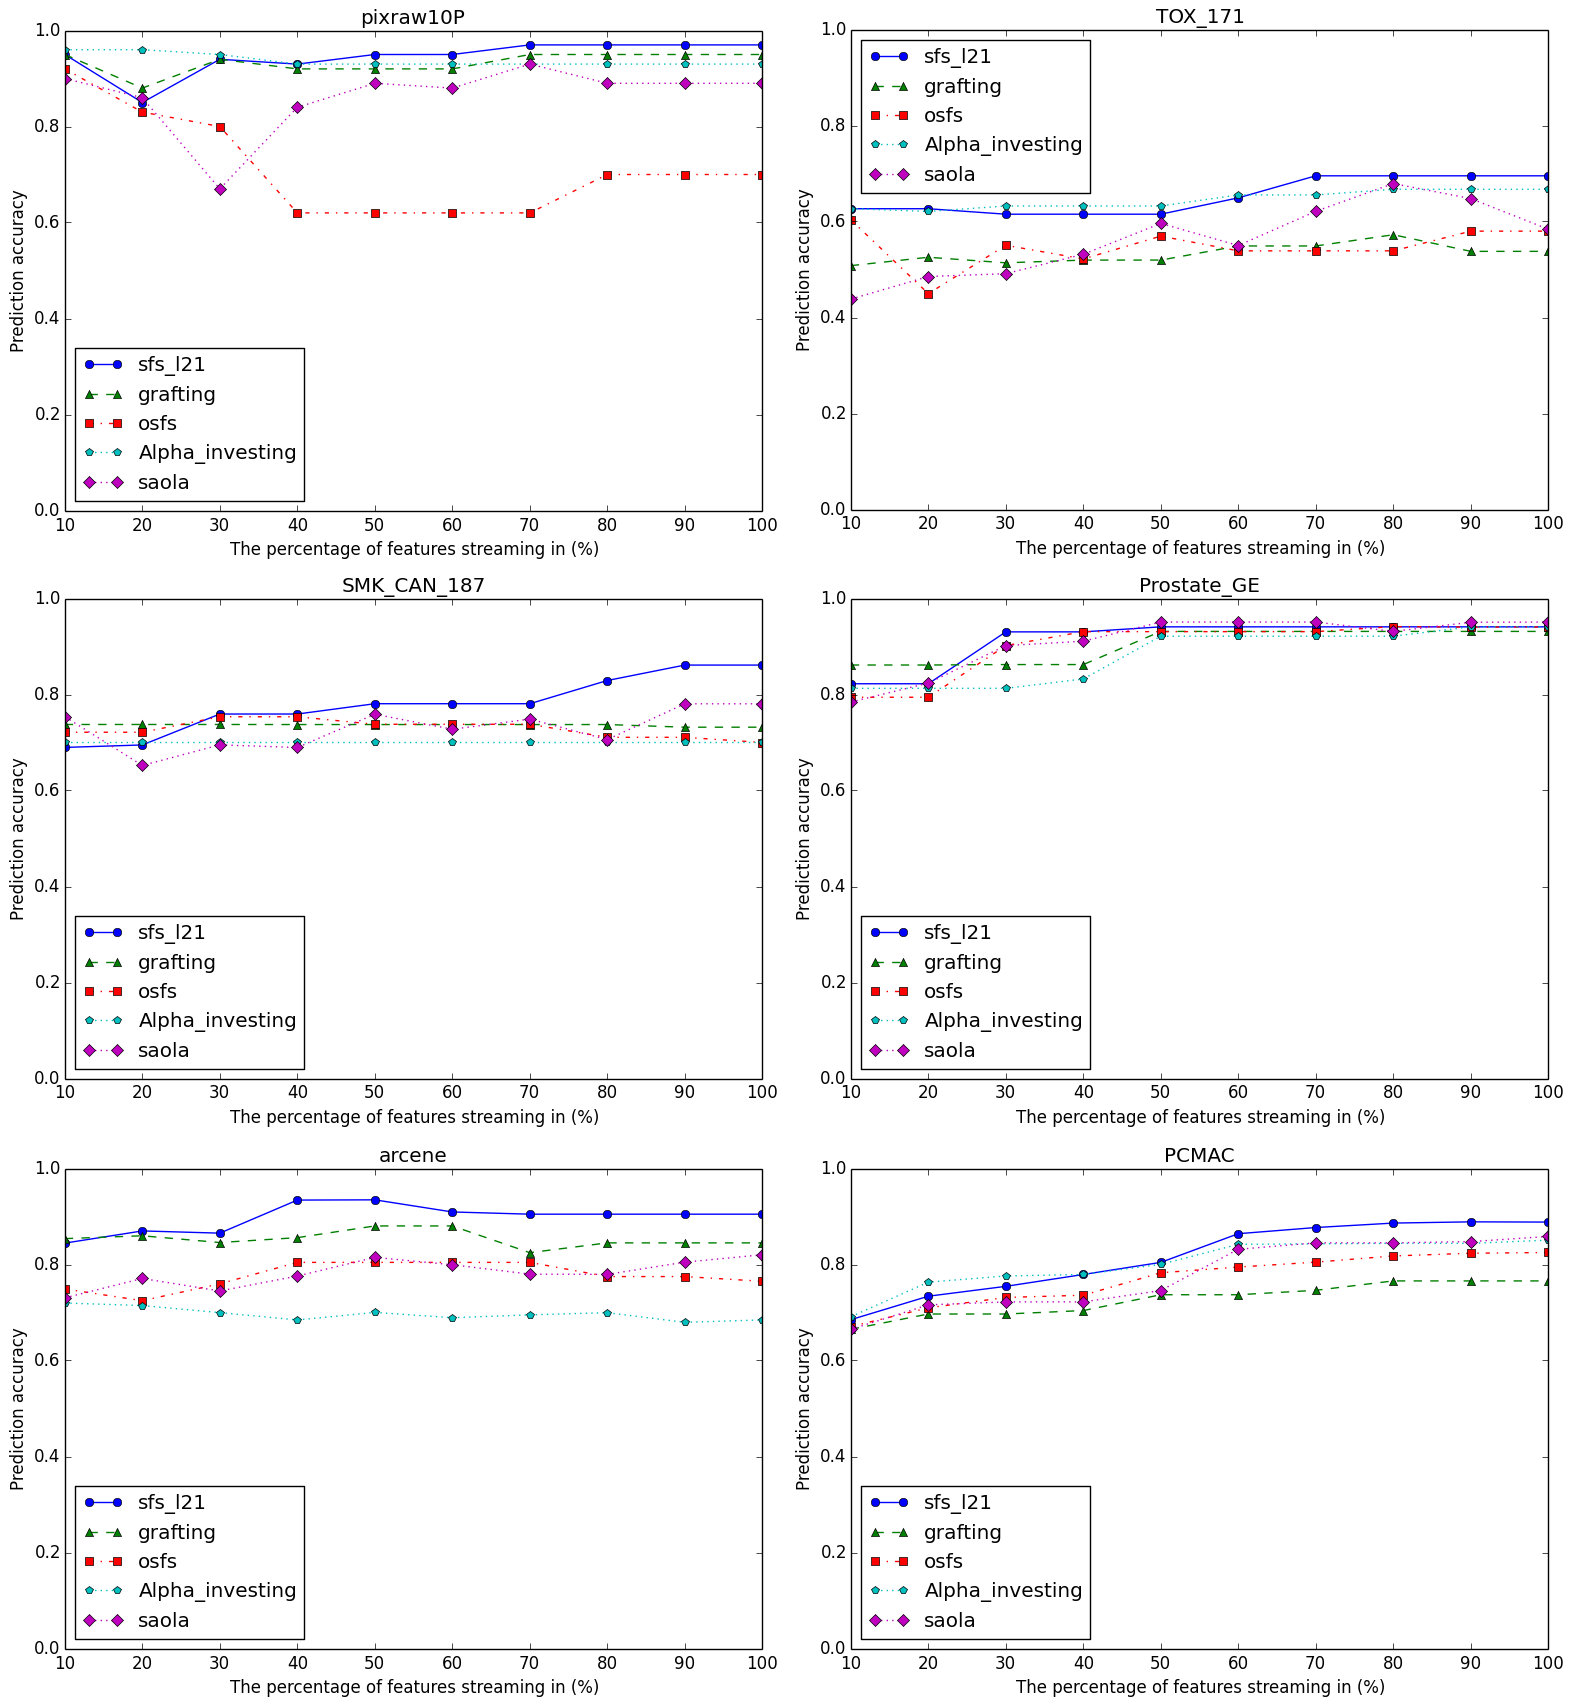 pixraw10P
1.0
0.8
0.6
0.4
0.2
0.0
Prediction accuracy
sfs_l21
grafting
osfs
Alpha_investing
saola
10 20 30 40 50 60 70 80 90 100
The percentage of features streaming in (%)
TOX_171
1.0
0.8
0.6
0.4
0.2
0.0
Prediction accuracy
sfs_l21
grafting
osfs
Alpha_investing
saola
10 20 30 40 50 60 70 80 90 100
The percentage of features streaming in (%)
SMK_CAN_187
1.0
0.8
0.6
0.4
0.2
0.0
Prediction accuracy
sfs_l21
grafting
osfs
Alpha_investing
saola
10 20 30 40 50 60 70 80 90 100
The percentage of features streaming in (%)
Prostate_GE
1.0
0.8
0.6
0.4
0.2
0.0
Prediction accuracy
sfs_l21
grafting
osfs
Alpha_investing
saola
10 20 30 40 50 60 70 80 90 100
The percentage of features streaming in (%)
arcene
1.0
0.8
0.6
0.4
0.2
0.0
Prediction accuracy
sfs_l21
grafting
osfs
Alpha_investing
saola
10 20 30 40 50 60 70 80 90 100
The percentage of features streaming in (%)
PCMAC
1.0
0.8
0.6
0.4
0.2
0.0
Prediction accuracy
sfs_l21
grafting
osfs
Alpha_investing
saola
10 20 30 40 50 60 70 80 90 100
The percentage of features streaming in (%)